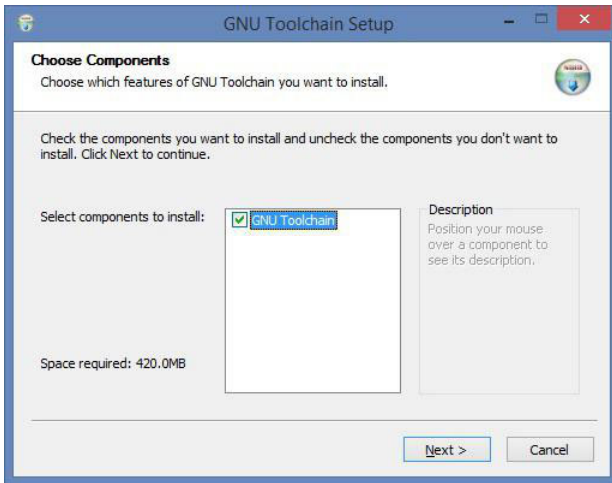 GNU Toolchain Setup
Choose Components
Choose which features of GNU Toolchain you want to install.
Check the components you want to install and uncheck the components you don't want to
install. Click Next to continue.
Select components to install:
GNU Toolchain
Description
Position your mouse
over a component to
see its description.
Space required: 420.0MB
Next >
Cancel